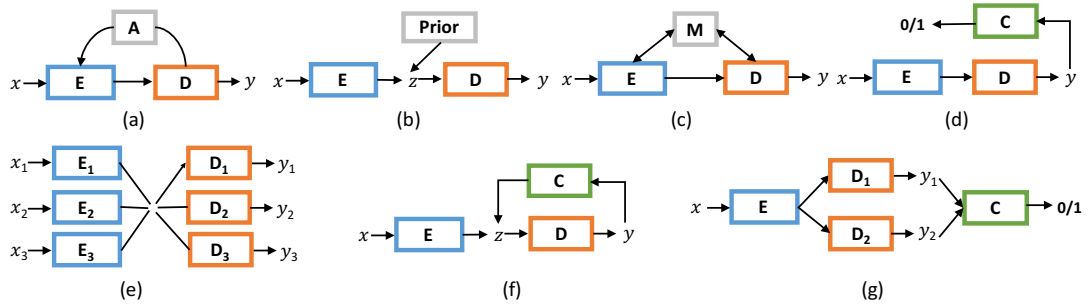 A
x E D y
(a)
Prior
x E z D y
(b)
M
x E D y
(c)
0/1 C
x E D y
(d)
x1 E1 D1 y1
x2 E2 D2 y2
x3 E3 D3 y3
(e)
C
x E z D y
(f)
D1 y1
x E C 0/1
D2 y2
(g)